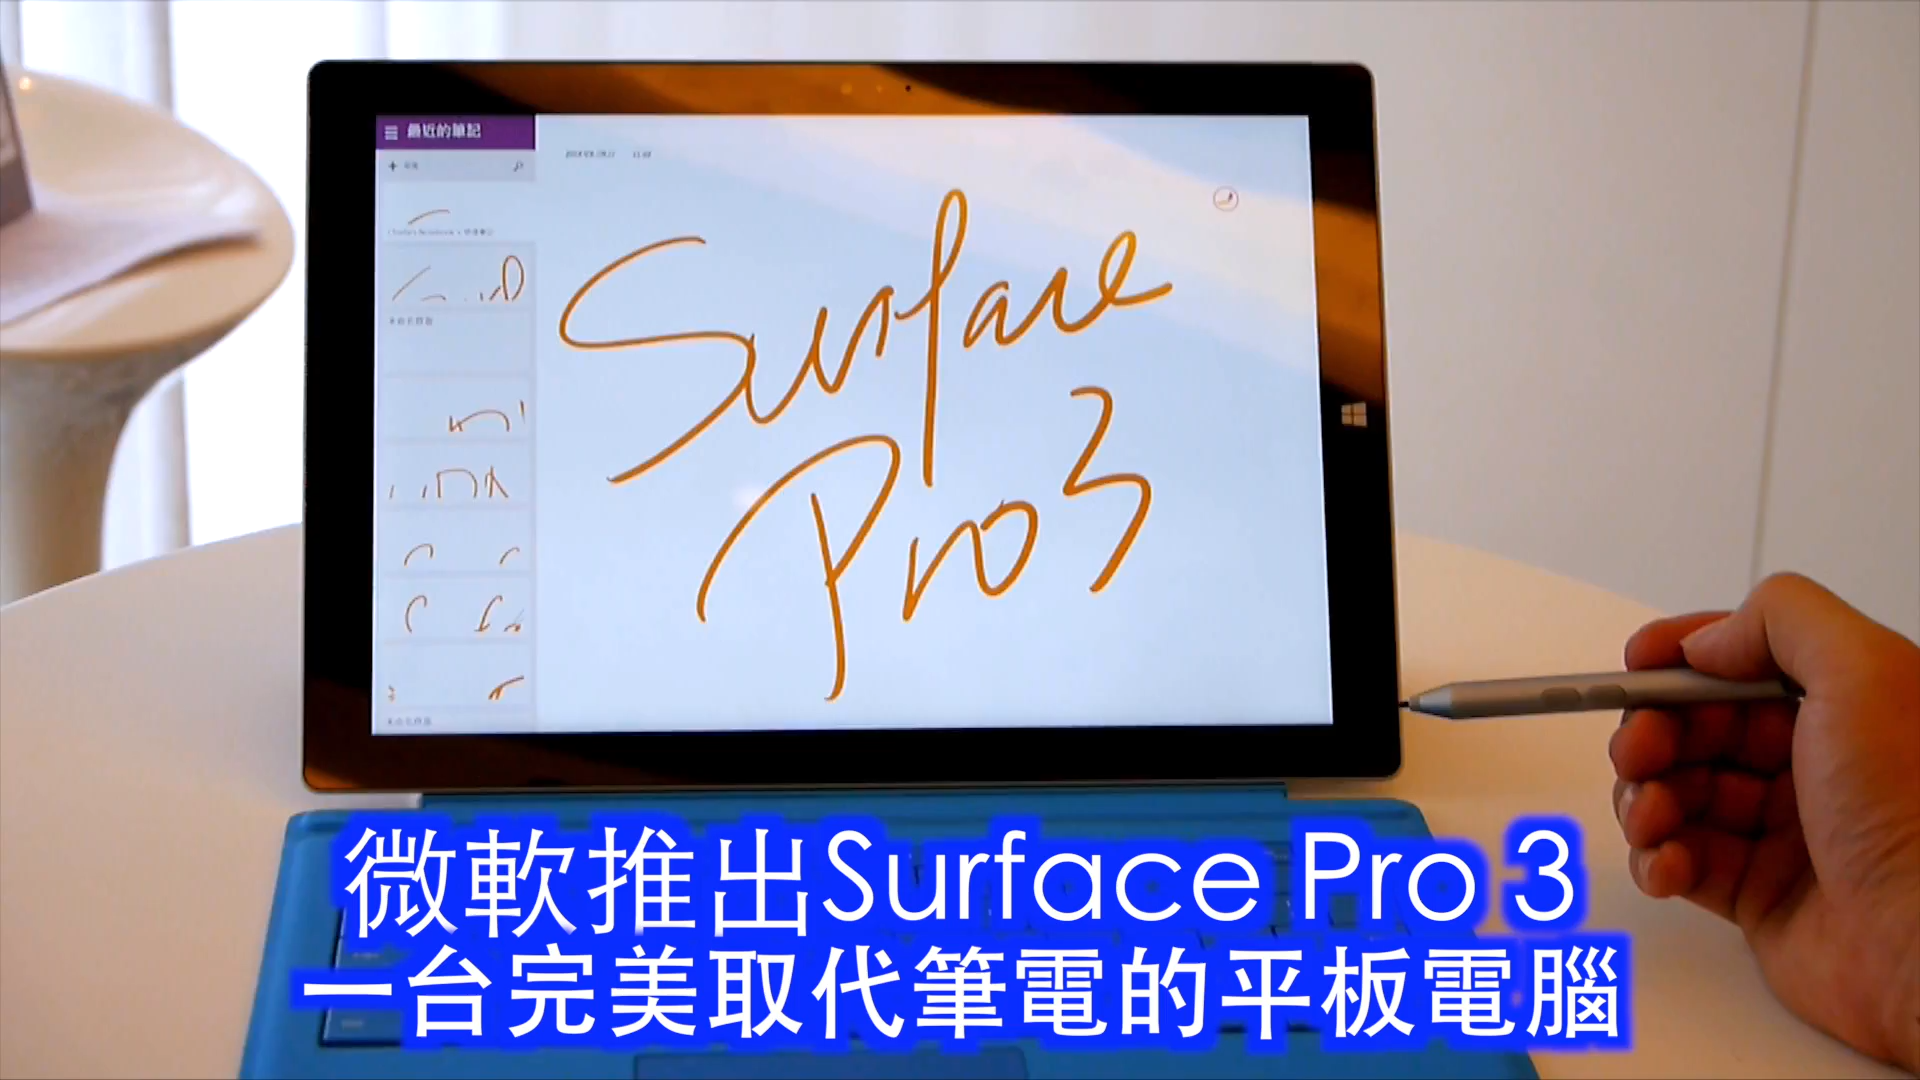 最近的筆記
Surface
Pro 3
微軟推出Surface Pro 3
一台完美取代筆電的平板電腦